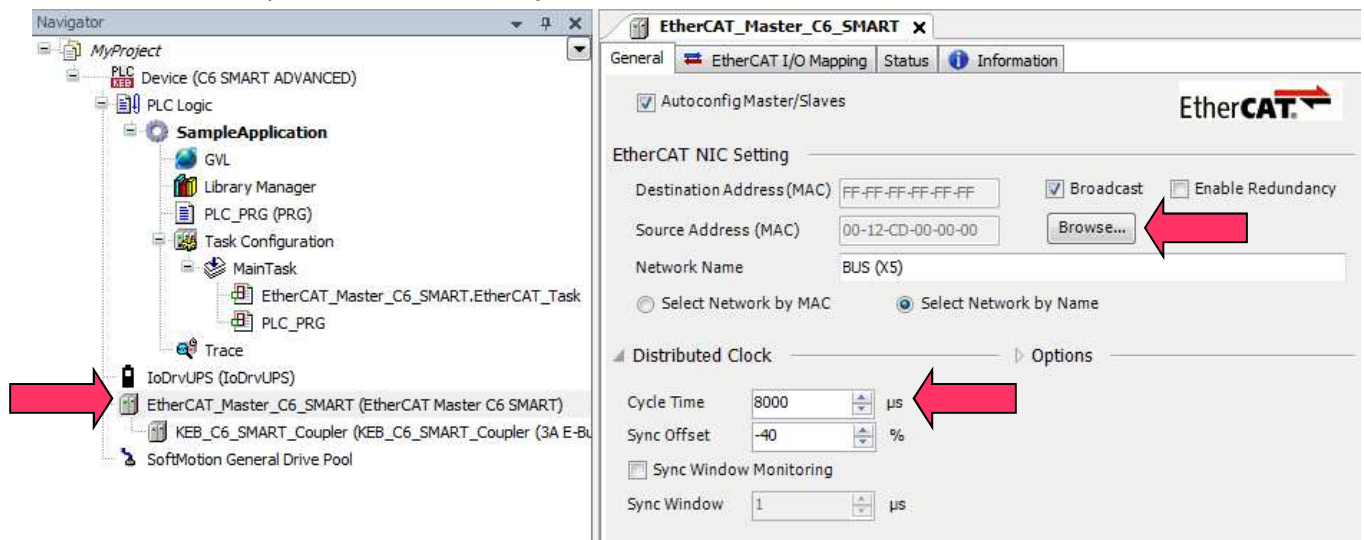 Navigator
MyProject
PLC KEB Device (C6 SMART ADVANCED)
PLC Logic
SampleApplication
GVL
Library Manager
PLC_PRG (PRG)
Task Configuration
MainTask
EtherCAT_Master_C6_SMART.EtherCAT_Task
PLC_PRG
Trace
IoDrvUPS (IoDrvUPS)
EtherCAT_Master_C6_SMART (EtherCAT Master C6 SMART)
KEB_C6_SMART_Coupler (KEB_C6_SMART_Coupler (3A E-Bu
SoftMotion General Drive Pool
EtherCAT_Master_C6_SMART X
General EtherCAT I/O Mapping Status Information
Autoconfig Master/Slaves
EtherCAT.
EtherCAT NIC Setting
Destination Address (MAC) FF-FF-FF-FF-FF-FF Broadcast Enable Redundancy
Source Address (MAC) 00-12-CD-00-00-00 Browse...
Network Name BUS (X5)
Select Network by MAC Select Network by Name
Distributed Clock Options
Cycle Time 8000 µs
Sync Offset -40 %
Sync Window Monitoring
Sync Window 1 µs